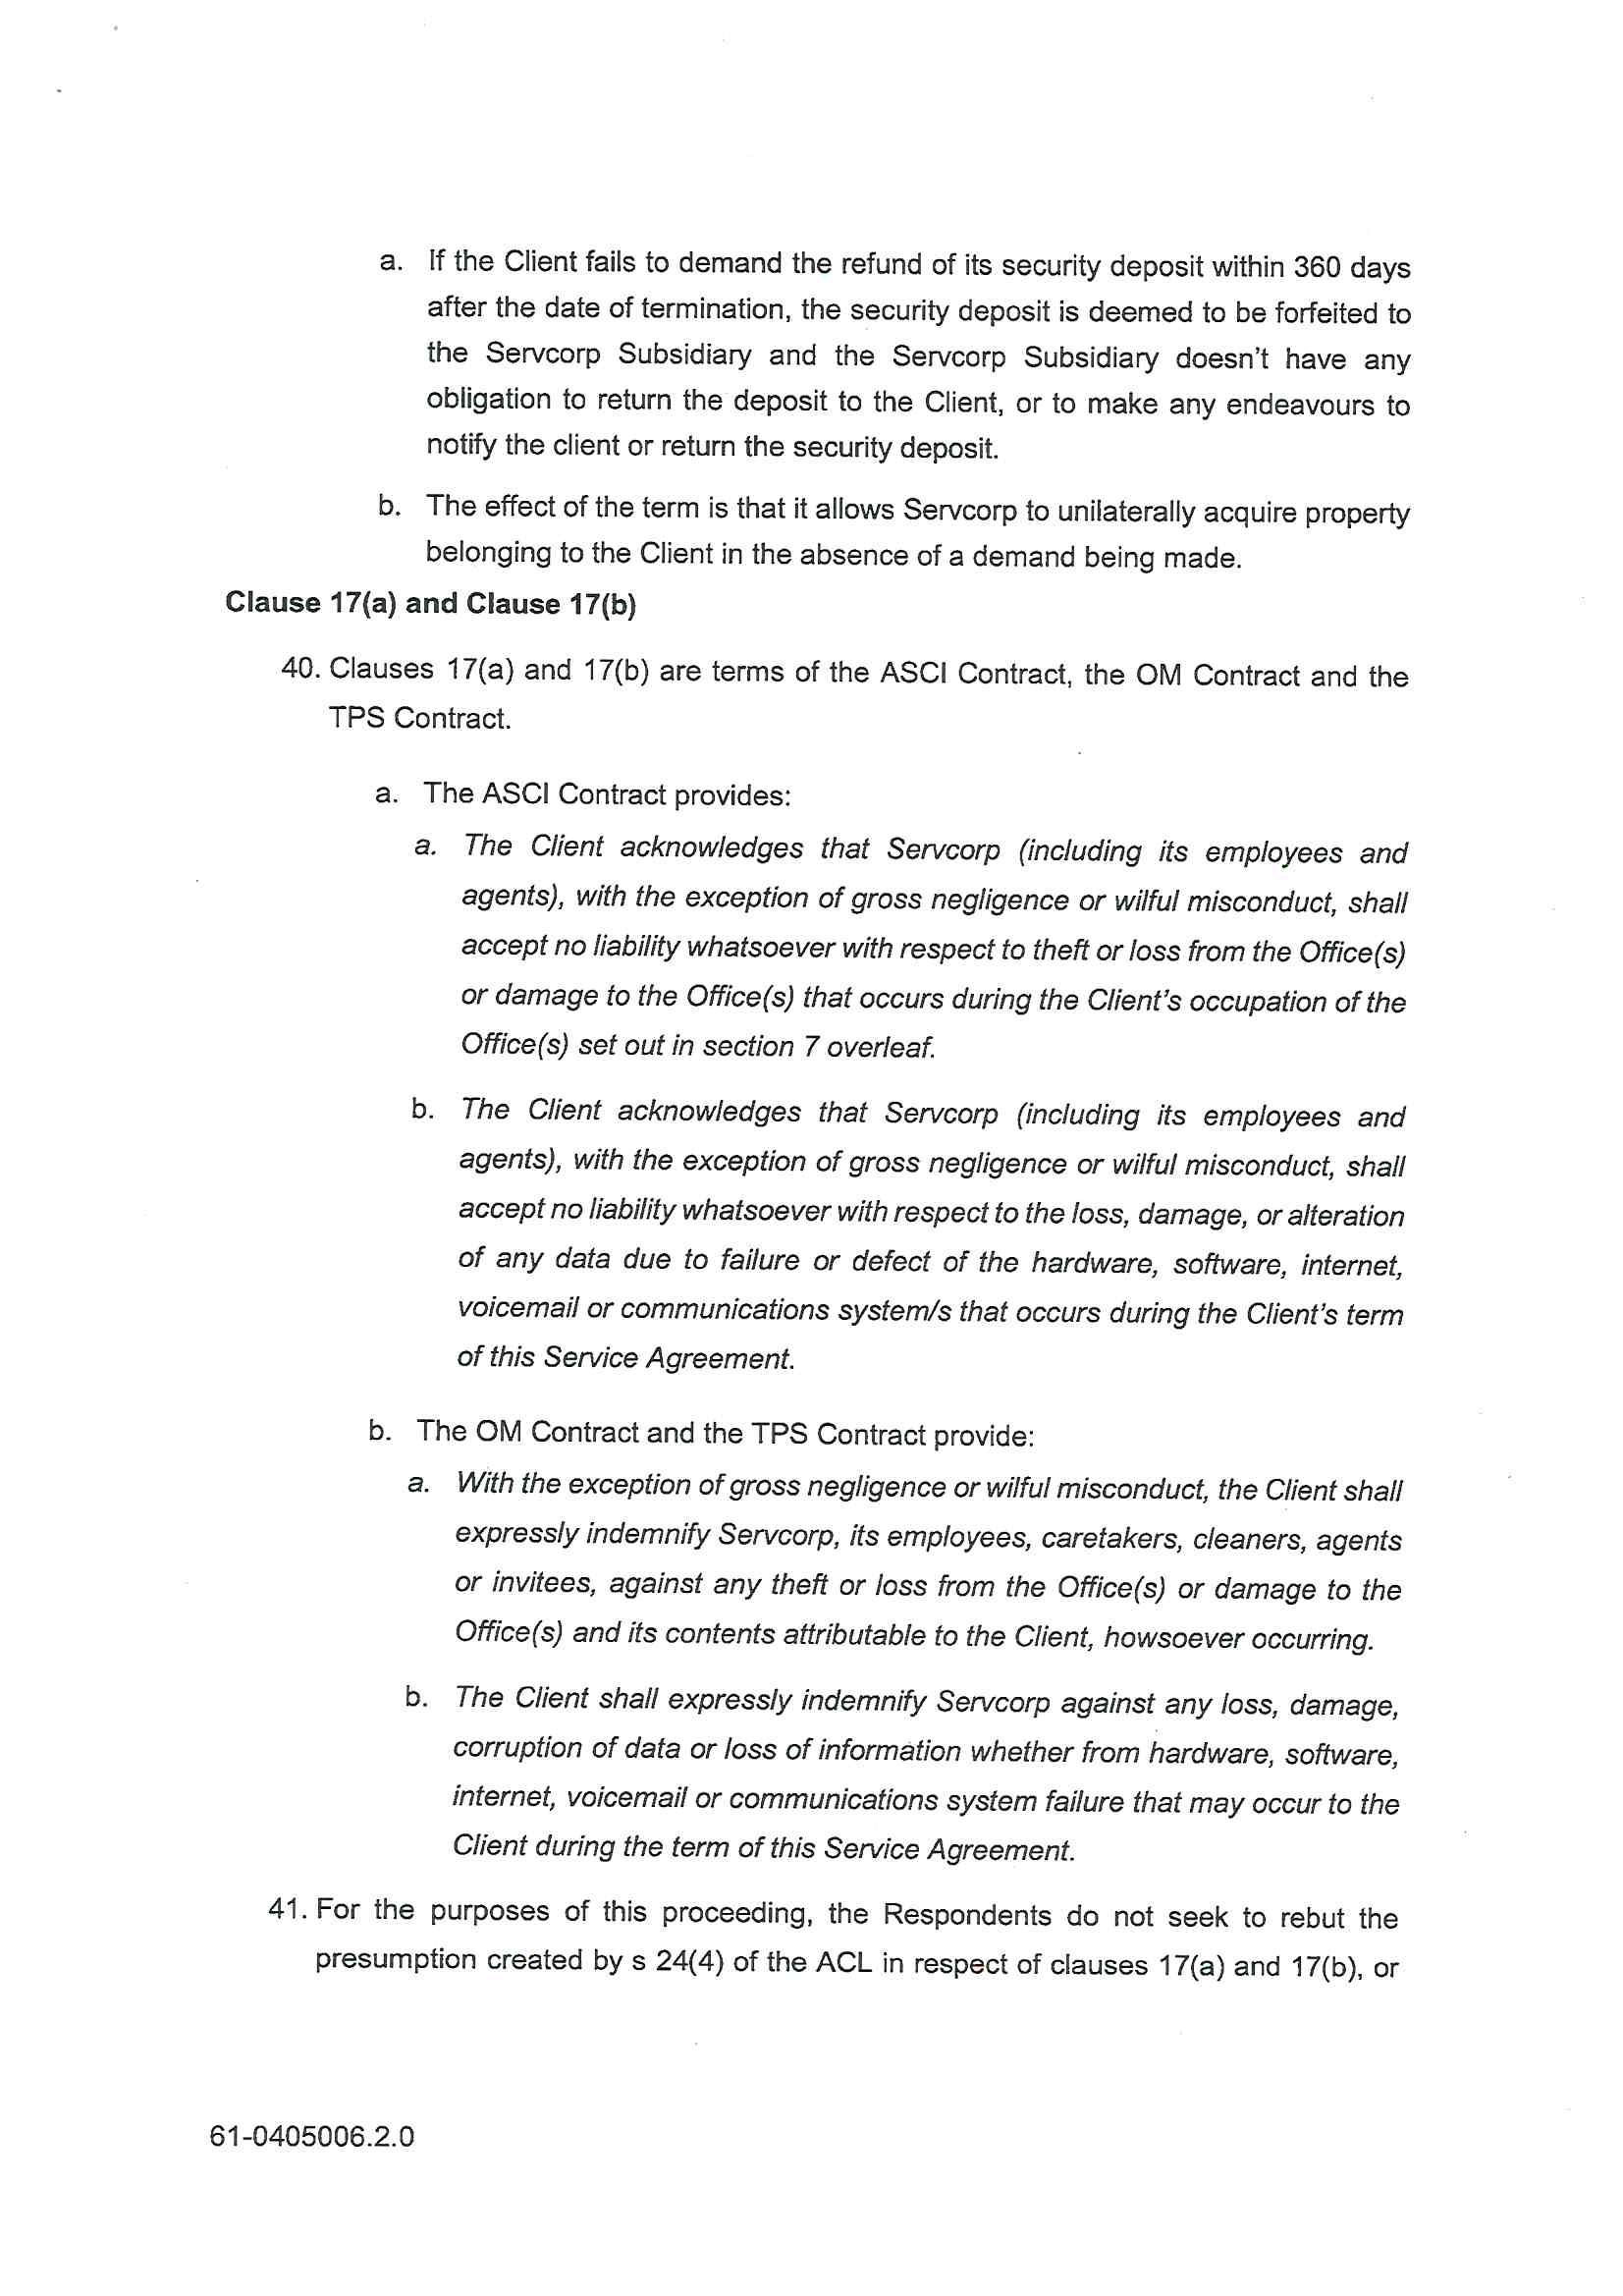 a. If the Client fails to demand the refund of its security deposit within 360 days
after the date of termination, the security deposit is deemed to be forfeited to
the Servcorp Subsidiary and the Servcorp Subsidiary doesn't have any
obligation to return the deposit to the Client, or to make any endeavours to
notify the client or return the security deposit.
b. The effect of the term is that it allows Servcorp to unilaterally acquire property
belonging to the Client in the absence of a demand being made.
Clause 17(a) and Clause 17(b)
40. Clauses 17(a) and 17(b) are terms of the ASCI Contract, the OM Contract and the
TPS Contract.
a. The ASCI Contract provides:
a. The Client acknowledges that Servcorp (including its employees and
agents), with the exception of gross negligence or wilful misconduct, shall
accept no liability whatsoever with respect to theft or loss from the Office(s)
or damage to the Office(s) that occurs during the Client's occupation of the
Office(s) set out in section 7 overleaf.
b. The Client acknowledges that Servcorp (including its employees and
agents), with the exception of gross negligence or wilful misconduct, shall
accept no liability whatsoever with respect to the loss, damage, or alteration
of any data due to failure or defect of the hardware, software, internet,
voicemail or communications system/s that occurs during the Client's term
of this Service Agreement.
b. The OM Contract and the TPS Contract provide:
a. With the exception of gross negligence or wilful misconduct, the Client shall
expressly indemnify Servcorp, its employees, caretakers, cleaners, agents
or invitees, against any theft or loss from the Office(s) or damage to the
Office(s) and its contents attributable to the Client, howsoever occurring.
b. The Client shall expressly indemnify Servcorp against any loss, damage,
corruption of data or loss of information whether from hardware, software,
internet, voicemail or communications system failure that may occur to the
Client during the term of this Service Agreement.
41. For the purposes of this proceeding, the Respondents do not seek to rebut the
presumption created by s 24(4) of the ACL in respect of clauses 17(a) and 17(b), or
61-0405006.2.0